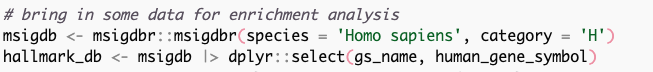 # bring in some data for enrichment analysis
msigdb <- msigdbr::msigdbr(species = 'Homo sapiens', category = 'H')
hallmark_db <- msigdb |> dplyr::select(gs_name, human_gene_symbol)